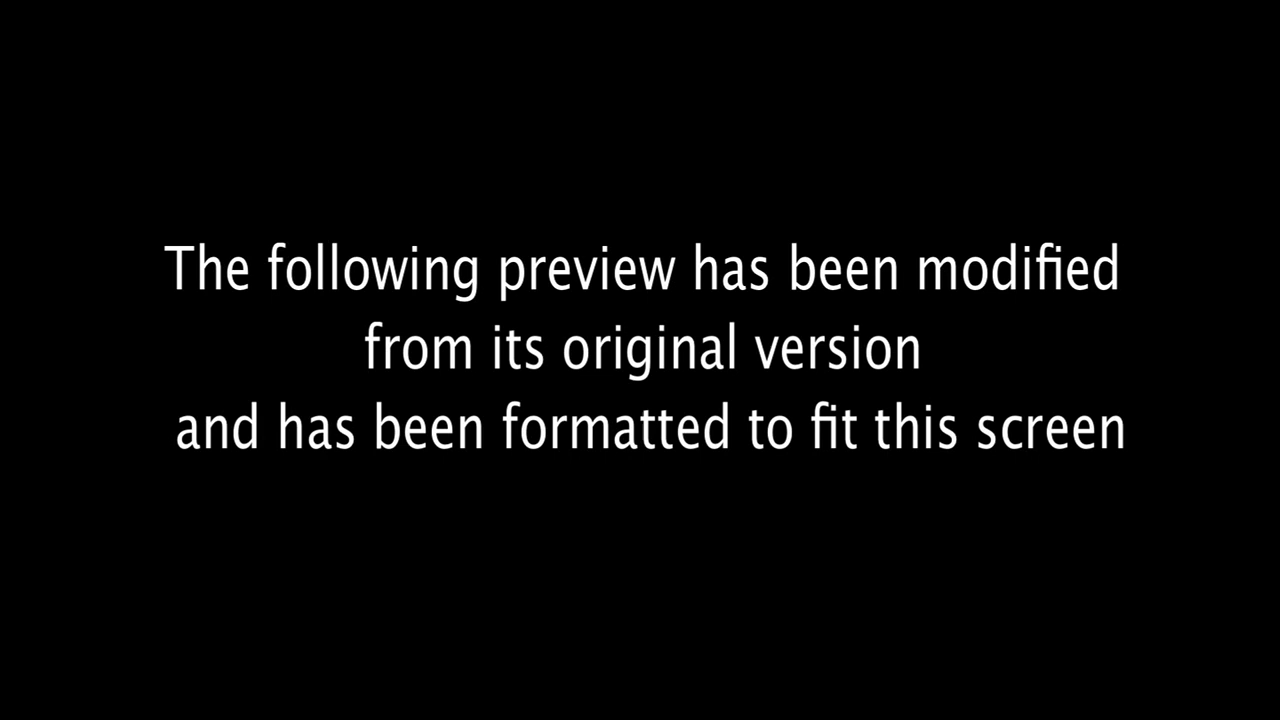 The following preview has been modified
from its original version
and has been formatted to fit this screen